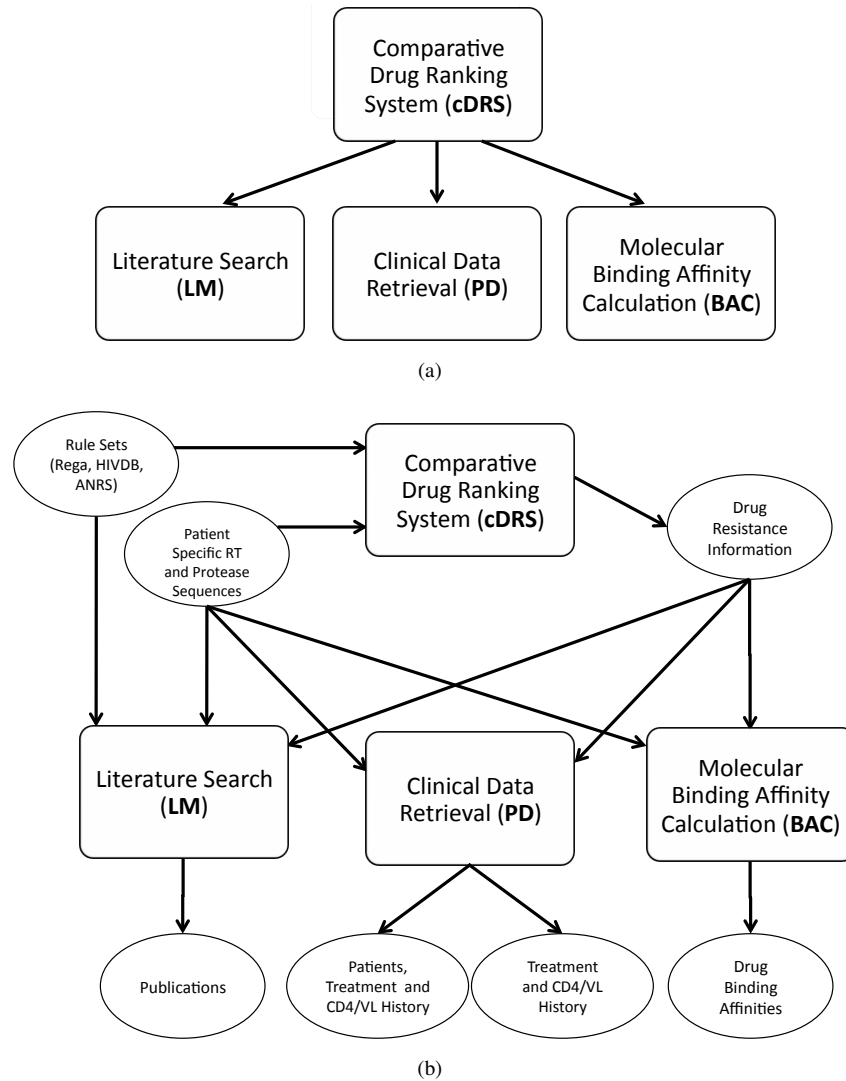 Comparative
Drug Ranking
System (cDRS)
Literature Search
(LM)
Clinical Data
Retrieval (PD)
Molecular
Binding Affinity
Calculation (BAC)
(a)
Rule Sets
(Rega, HIVDB,
ANRS)
Comparative
Drug Ranking
System (cDRS)
Patient
Specific RT
and Protease
Sequences
Drug
Resistance
Information
Literature Search
(LM)
Clinical Data
Retrieval (PD)
Molecular
Binding Affinity
Calculation (BAC)
Publications
Patients,
Treatment and
CD4/VL History
Treatment
and CD4/VL
History
Drug
Binding
Affinities
(b)